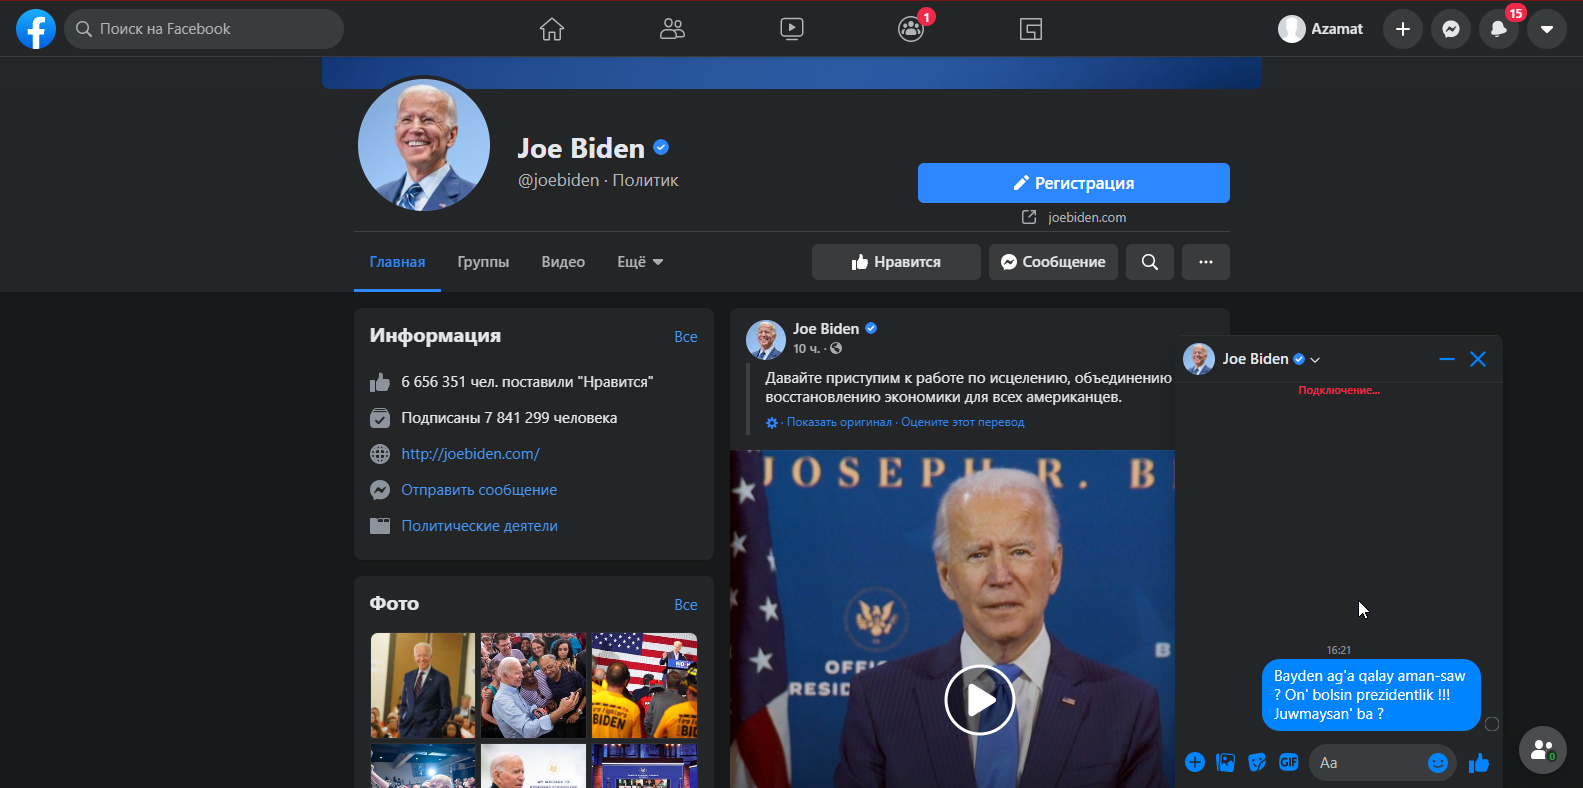 Поиск на Facebook
1
Azamat
15
Joe Biden
@joebiden · Политик
Регистрация
joebiden.com
Главная
Группы
Видео
Ещё
Нравится
Сообщение
Информация
Все
6 656 351 чел. поставили "Нравится"
Подписаны 7 841 299 человека
http://joebiden.com/
Отправить сообщение
Политические деятели
Фото
Все
Joe Biden
10 ч. ·
Давайте приступим к работе по исцелению, объединению
восстановлению экономики для всех американцев.
· Показать оригинал · Оцените этот перевод
JOSEPH R. B
OFFI
RESID
BIDEN
Joe Biden
Подключение...
16:21
Bayden ag'a qalay aman-saw
? On' bolsin prezidentlik !!!
Juwmaysan' ba ?
GIF
Aa
0